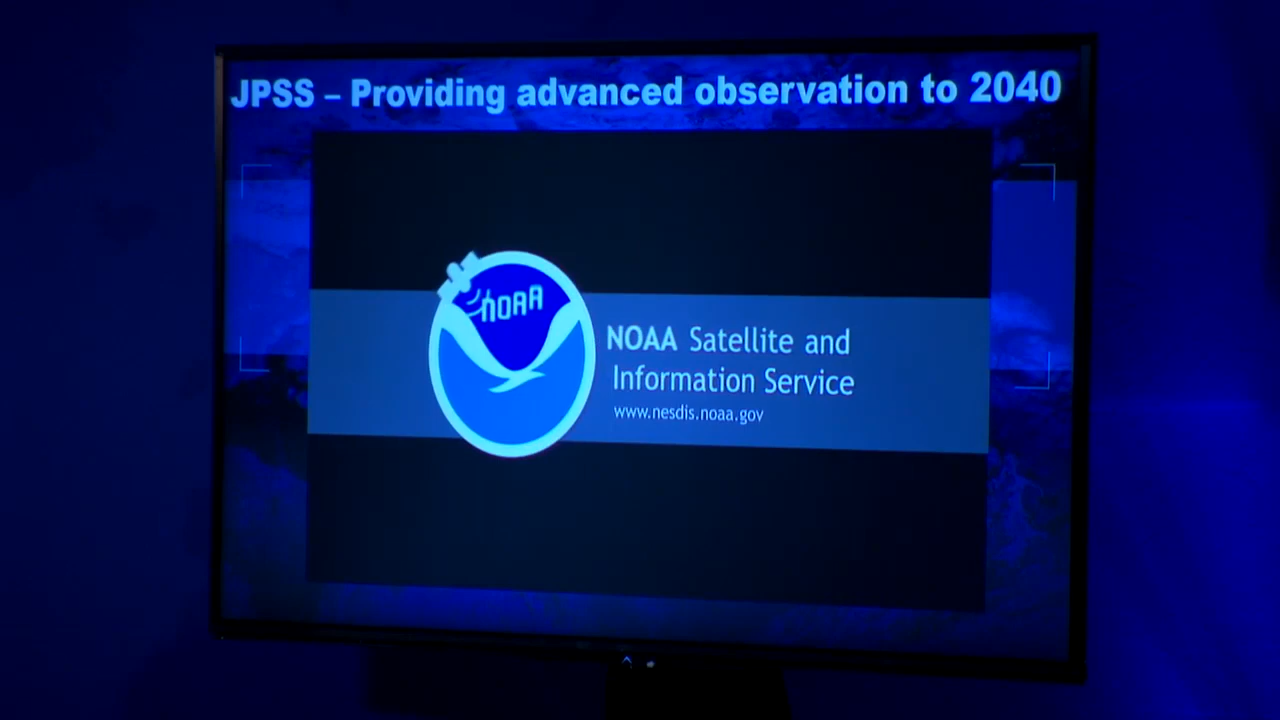 JPSS – Providing advanced observation to 2040
noaa
NOAA Satellite and
Information Service
www.nesdis.noaa.gov